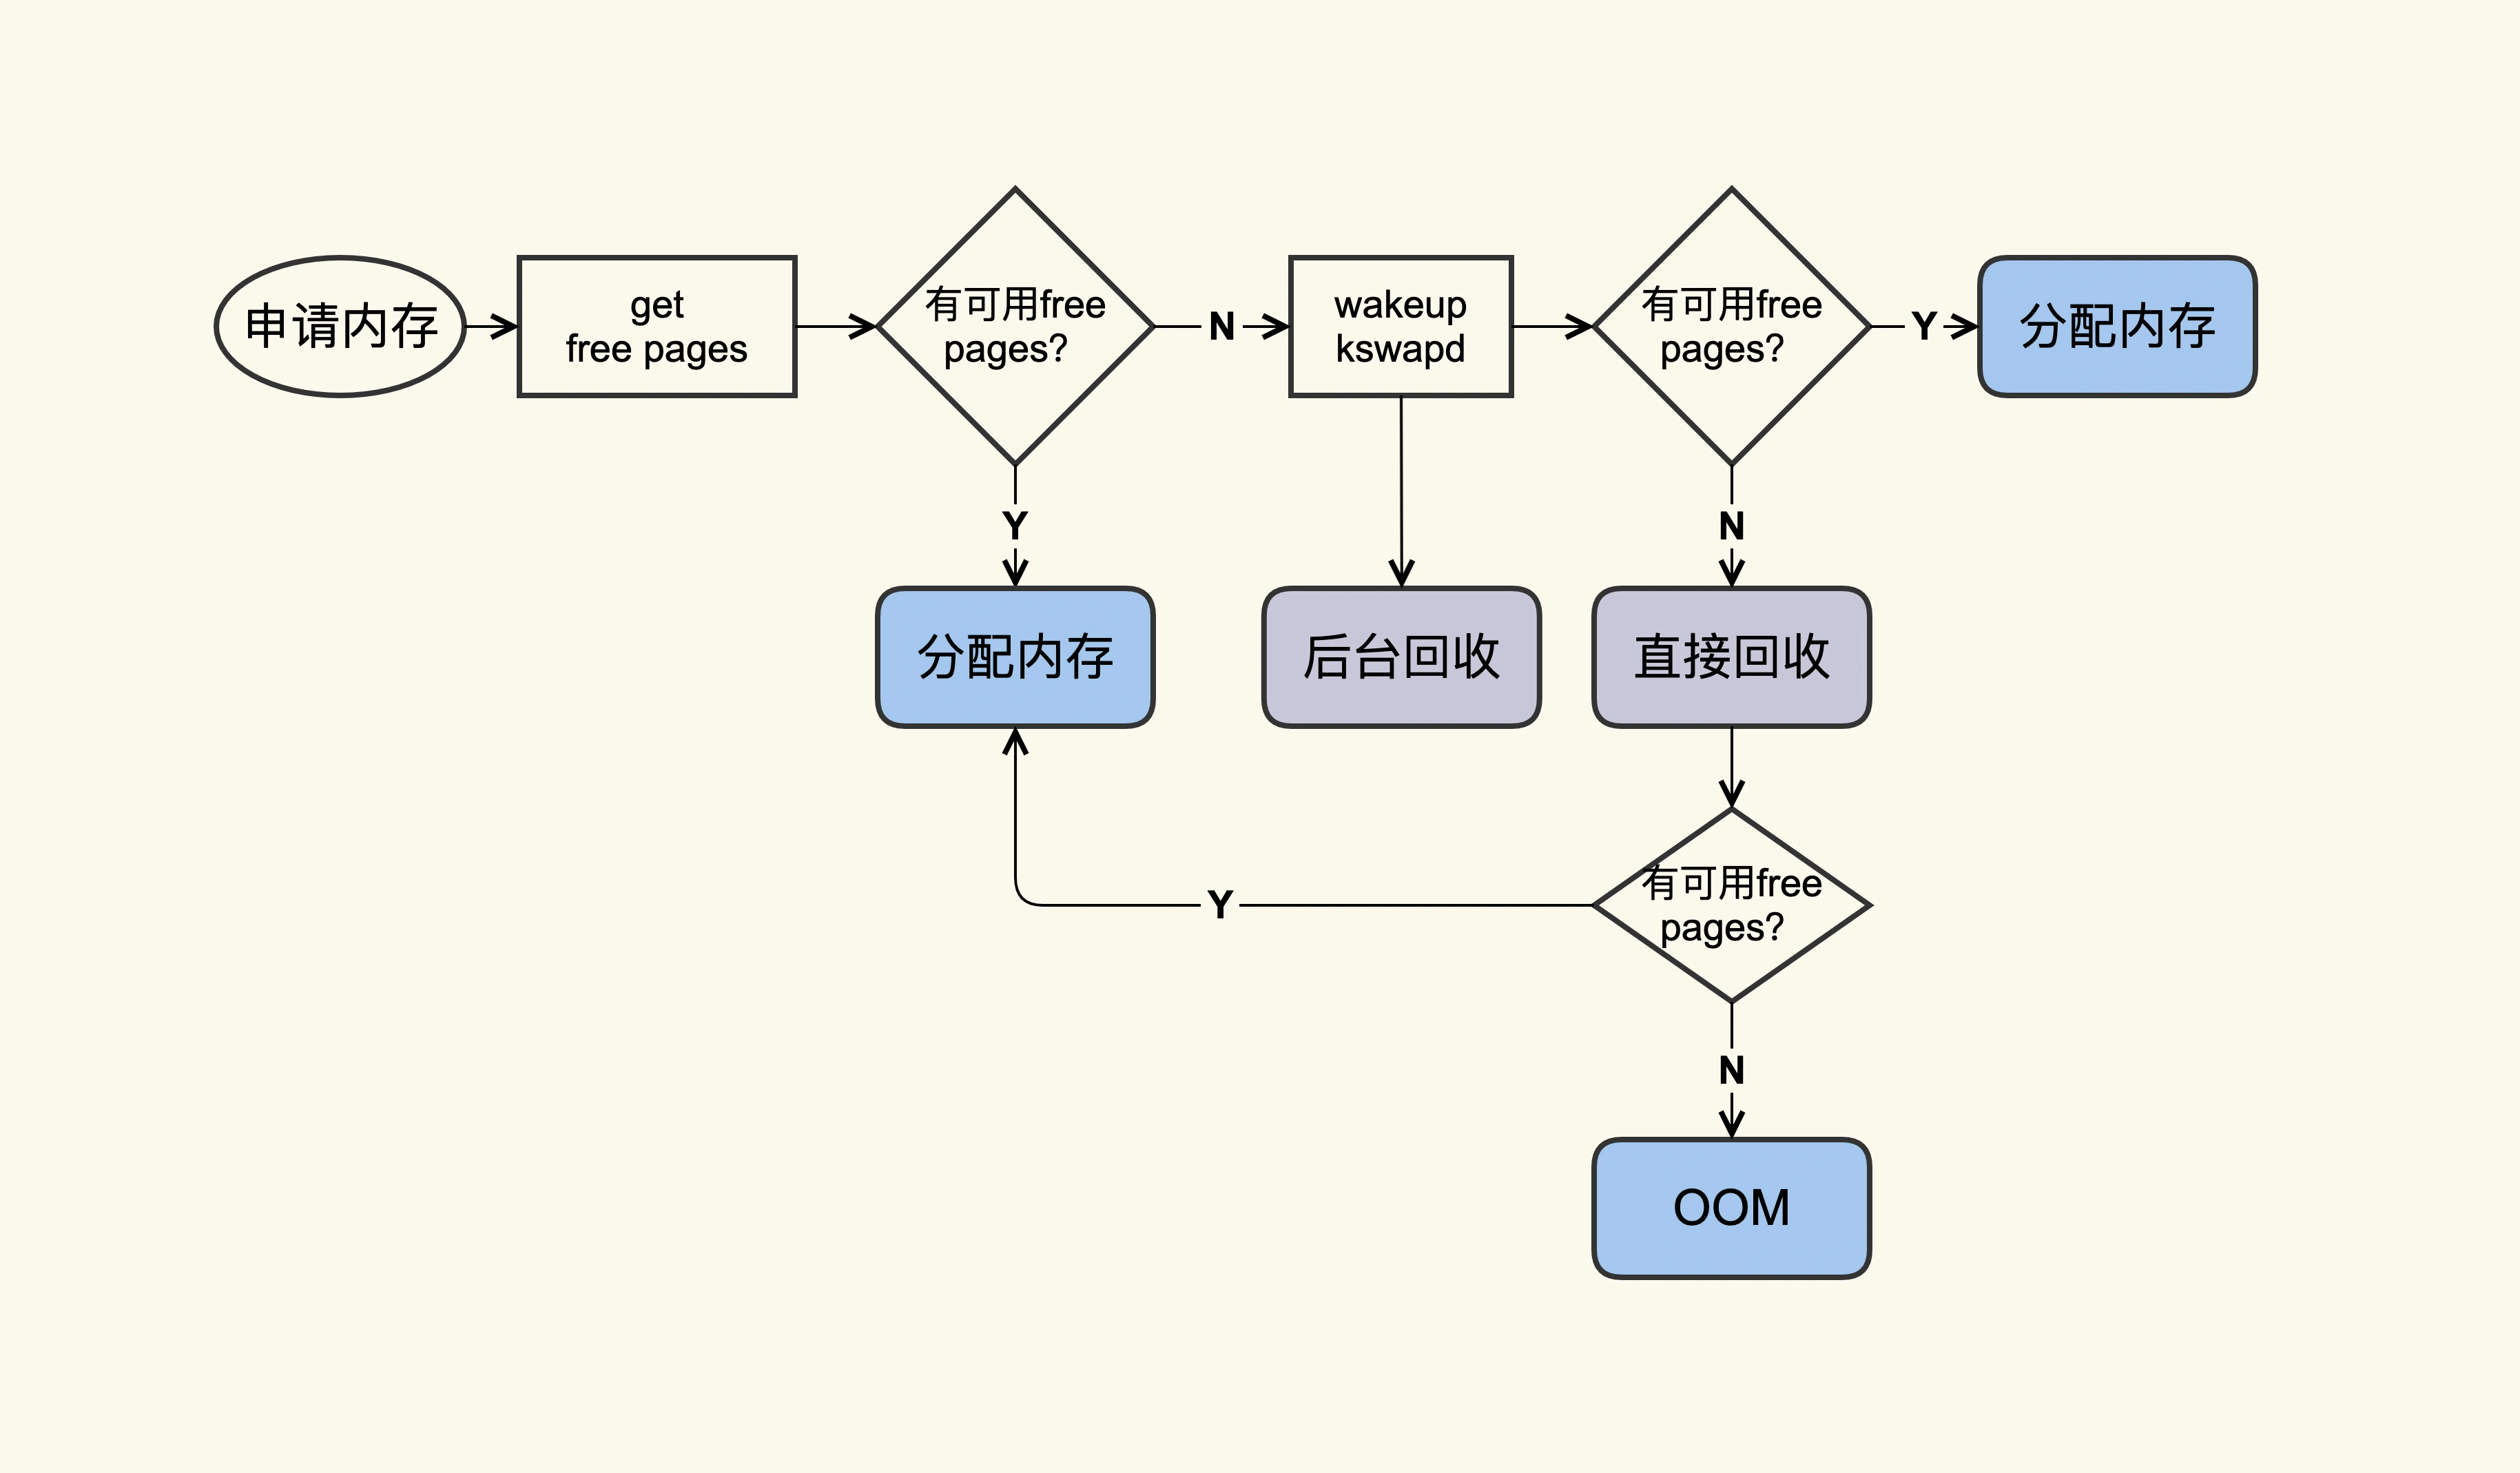 申请内存
get
free pages
有可用free
pages?
N
wakeup
kswapd
有可用free
pages?
Y
分配内存
Y
N
分配内存
后台回收
直接回收
Y
有可用free
pages?
N
OOM